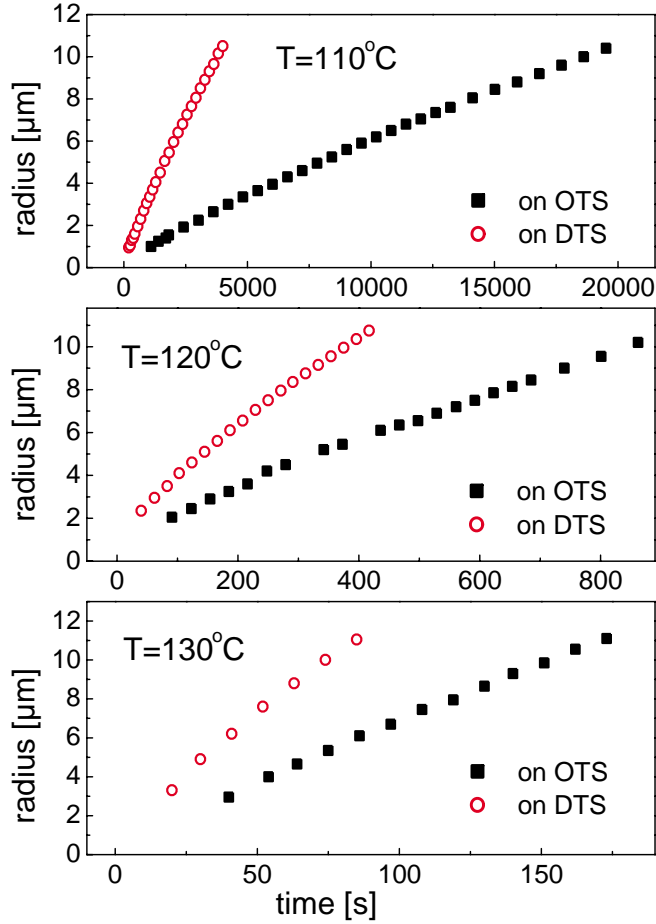 12
10
8
6
4
2
0
radius [µm]
T=110°C
on OTS
on DTS
0 5000 10000 15000 20000
10
8
6
4
2
0
radius [µm]
T=120°C
on OTS
on DTS
0 200 400 600 800
12
10
8
6
4
2
0
radius [µm]
T=130°C
on OTS
on DTS
0 50 100 150
time [s]